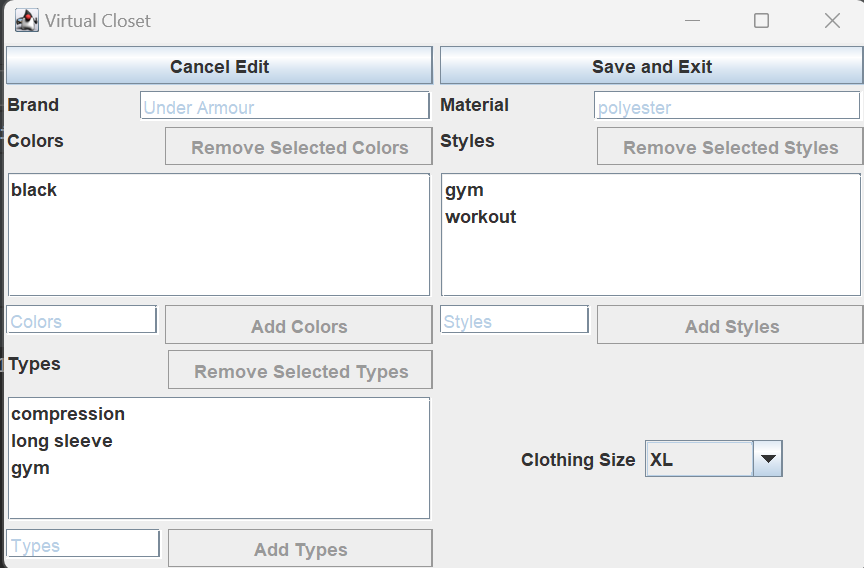 Virtual Closet
Cancel Edit Save and Exit
Brand Under Armour Material polyester
Colors Remove Selected Colors Styles Remove Selected Styles
black gym
workout
Colors Add Colors Styles Add Styles
Types Remove Selected Types
compression
long sleeve
gym
Clothing Size XL
Types Add Types